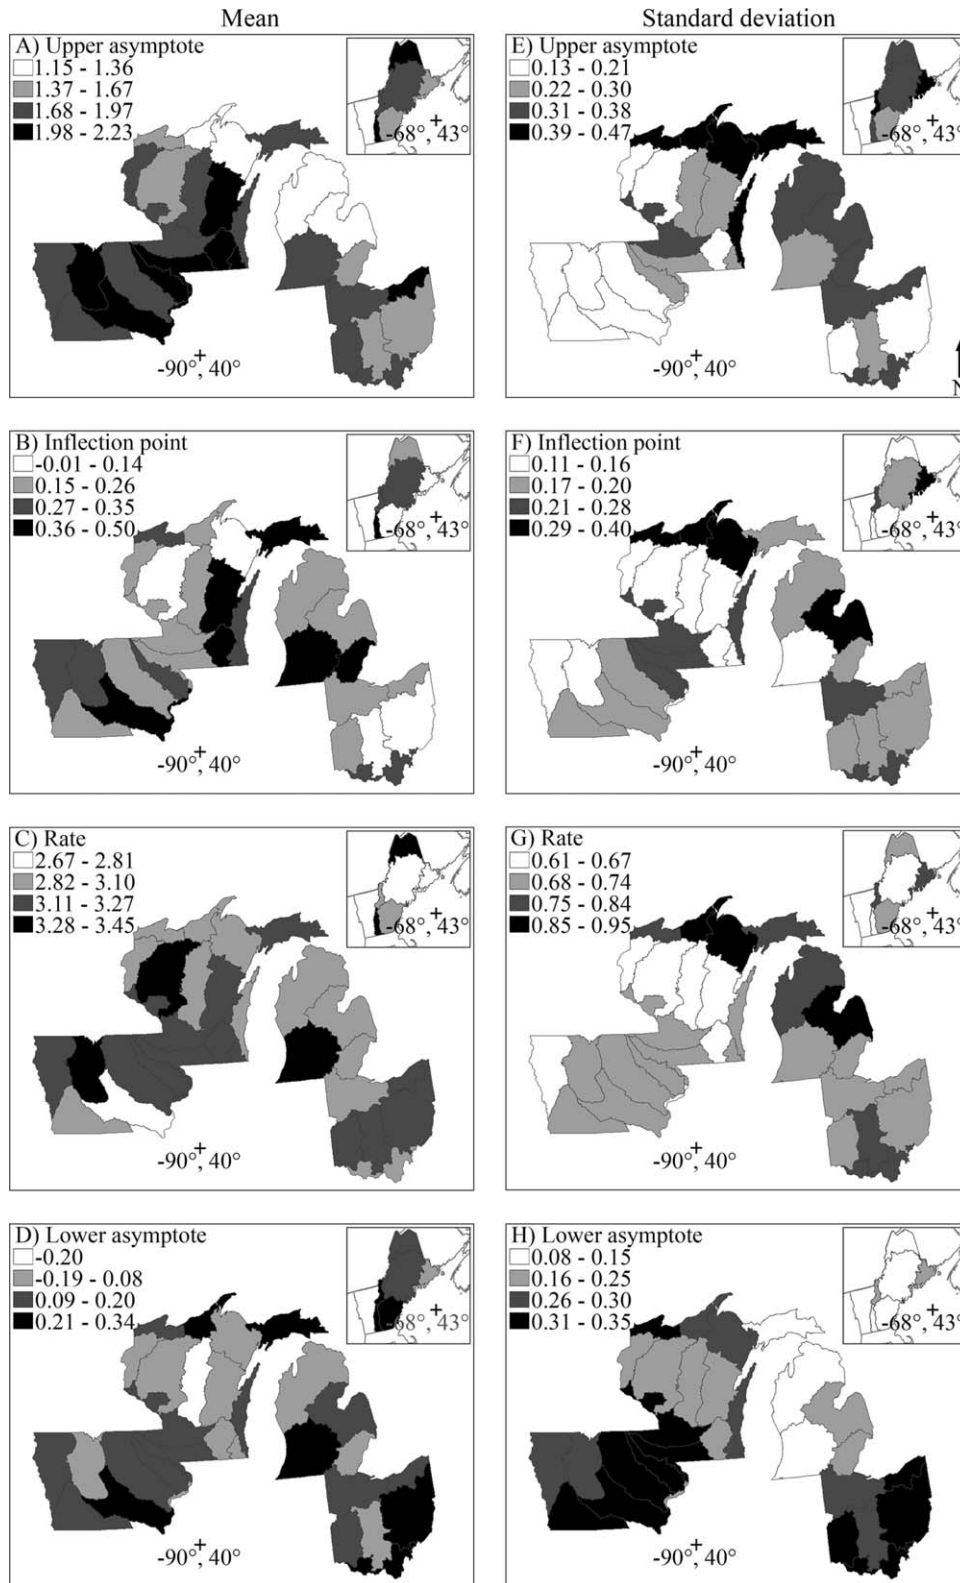 Mean
Standard deviation
A) Upper asymptote
1.15 - 1.36
1.37 - 1.67
1.68 - 1.97
1.98 - 2.23
-68°, 43°
+
-90°, 40°
+
E) Upper asymptote
0.13 - 0.21
0.22 - 0.30
0.31 - 0.38
0.39 - 0.47
-68°, 43°
+
-90°, 40°
+
N
B) Inflection point
-0.01 - 0.14
0.15 - 0.26
0.27 - 0.35
0.36 - 0.50
-68°, 43°
+
-90°, 40°
+
F) Inflection point
0.11 - 0.16
0.17 - 0.20
0.21 - 0.28
0.29 - 0.40
-68°, 43°
+
-90°, 40°
+
C) Rate
2.67 - 2.81
2.82 - 3.10
3.11 - 3.27
3.28 - 3.45
-68°, 43°
+
-90°, 40°
+
G) Rate
0.61 - 0.67
0.68 - 0.74
0.75 - 0.84
0.85 - 0.95
-68°, 43°
+
-90°, 40°
+
D) Lower asymptote
-0.20
-0.19 - 0.08
0.09 - 0.20
0.21 - 0.34
-68°, 43°
+
-90°, 40°
+
H) Lower asymptote
0.08 - 0.15
0.16 - 0.25
0.26 - 0.30
0.31 - 0.35
-68°, 43°
+
-90°, 40°
+